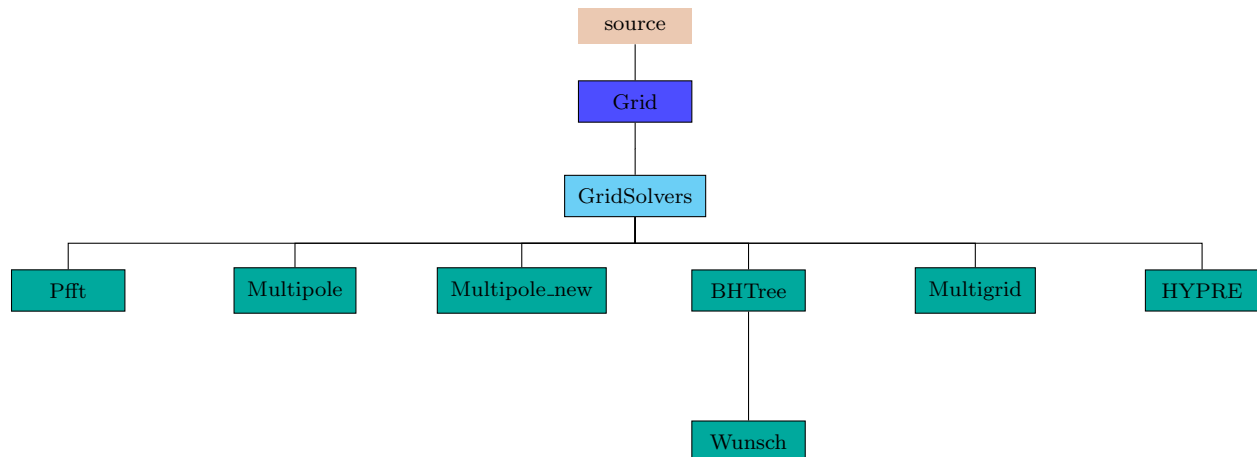 source
Grid
GridSolvers
Pfft
Multipole
Multipole_new
BHTree
Multigrid
HYPRE
Wunsch